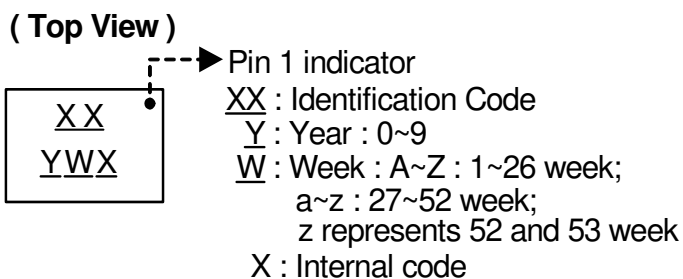 ( Top View )
Pin 1 indicator
XX
YWX
XX : Identification Code
Y : Year : 0~9
W : Week : A~Z : 1~26 week;
a~z : 27~52 week;
z represents 52 and 53 week
X : Internal code